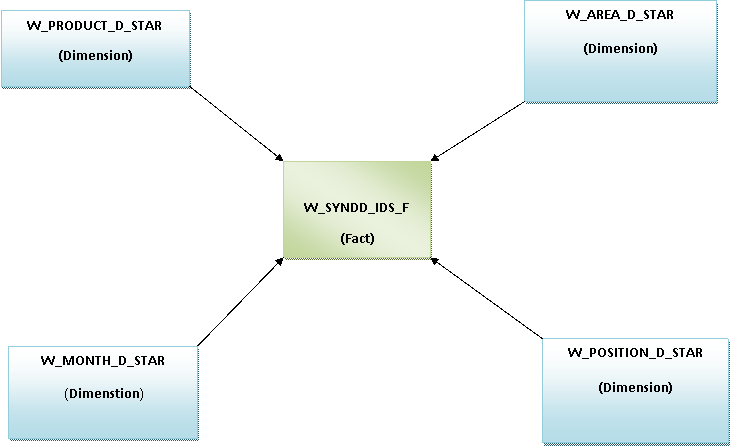 W_PRODUCT_D_STAR
(Dimension)
W_AREA_D_STAR
(Dimension)
W_SYNDD_IDS_F
(Fact)
W_MONTH_D_STAR
(Dimenstion)
W_POSITION_D_STAR
(Dimension)